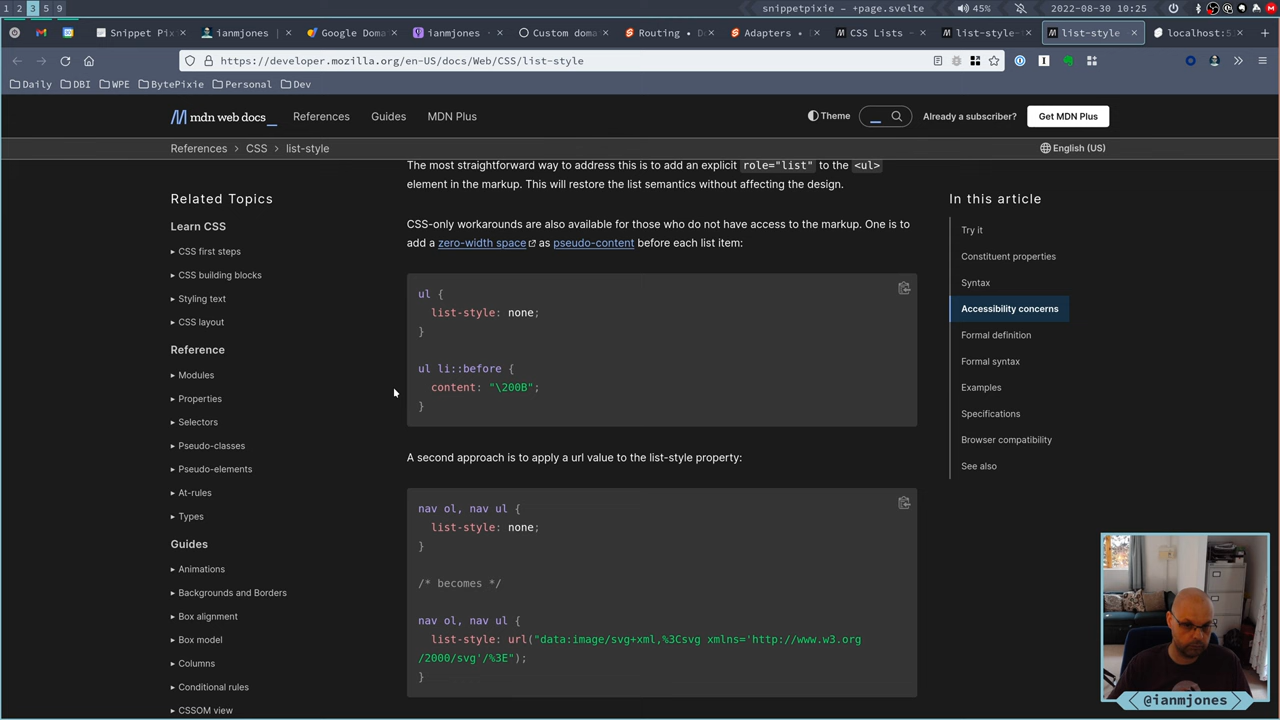 1 2 3 5 9
snippetpixie – +page.svelte
45%
2022-08-30 10:25
Snippet Pix
ianmjones
Google Doma
ianmjones
Custom doma
Routing • Do
Adapters •
CSS Lists –
list-style-
list-style
localhost:5
https://developer.mozilla.org/en-US/docs/Web/CSS/list-style
Daily
DBI
WPE
BytePixie
Personal
Dev
mdn web docs_
References
Guides
MDN Plus
Theme
Already a subscriber?
Get MDN Plus
References > CSS > list-style
English (US)
Related Topics
Learn CSS
CSS first steps
CSS building blocks
Styling text
CSS layout
Reference
Modules
Properties
Selectors
Pseudo-classes
Pseudo-elements
At-rules
Types
Guides
Animations
Backgrounds and Borders
Box alignment
Box model
Columns
Conditional rules
CSSOM view
The most straightforward way to address this is to add an explicit role="list" to the <ul>
element in the markup. This will restore the list semantics without affecting the design.
CSS-only workarounds are also available for those who do not have access to the markup. One is to
add a zero-width space as pseudo-content before each list item:
ul {
list-style: none;
}
ul li::before {
content: "\200B";
}
A second approach is to apply a url value to the list-style property:
nav ol, nav ul {
list-style: none;
}
/* becomes */
nav ol, nav ul {
list-style: url("data:image/svg+xml,%3Csvg xmlns='http://www.w3.org
/2000/svg'/%3E");
}
In this article
Try it
Constituent properties
Syntax
Accessibility concerns
Formal definition
Formal syntax
Examples
Specifications
Browser compatibility
See also
@ianmjones